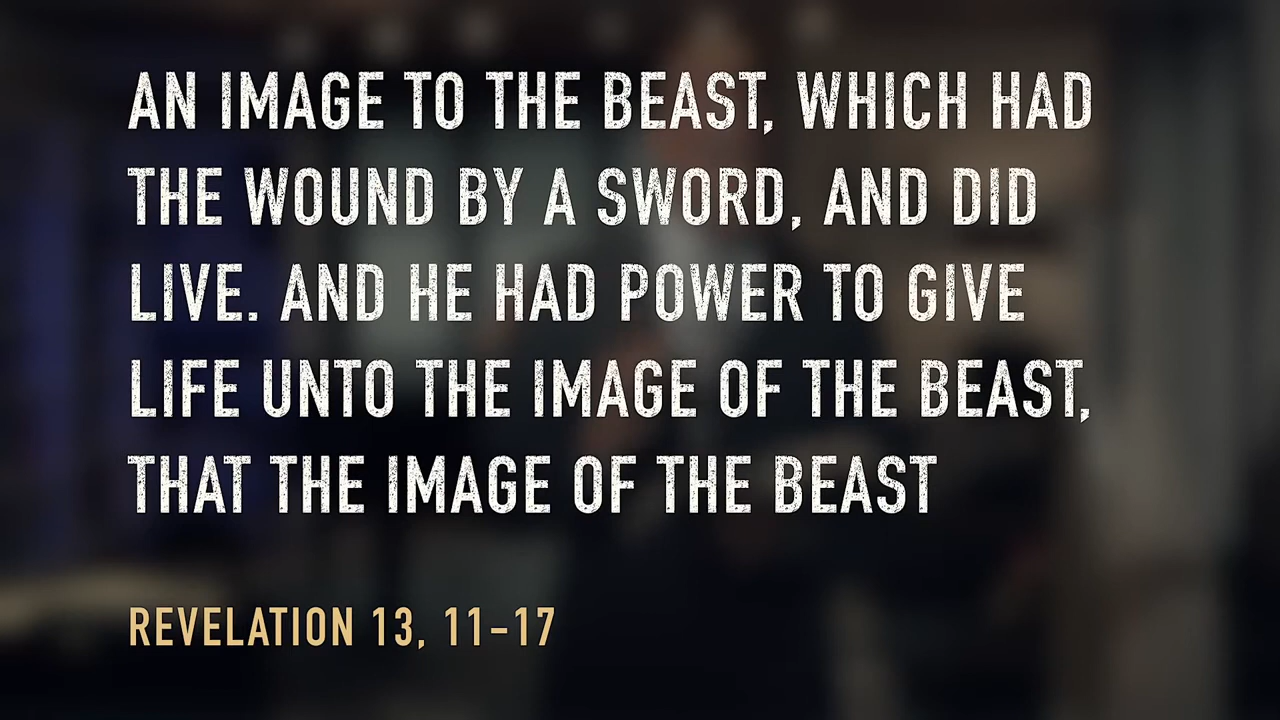 AN IMAGE TO THE BEAST, WHICH HAD
THE WOUND BY A SWORD, AND DID
LIVE. AND HE HAD POWER TO GIVE
LIFE UNTO THE IMAGE OF THE BEAST,
THAT THE IMAGE OF THE BEAST
REVELATION 13, 11-17